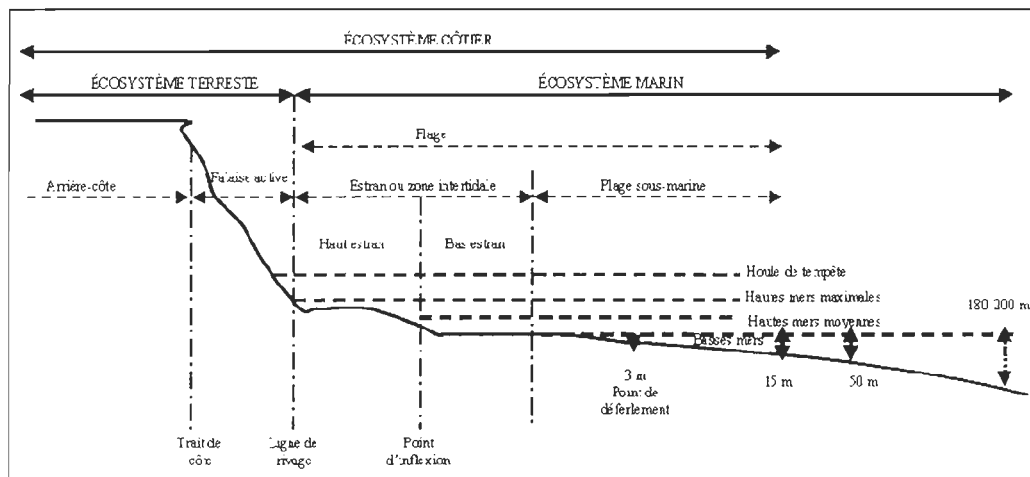 ÉCOSYSTÈME CÔTIER
ÉCOSYSTÈME TERRESTE
ÉCOSYSTÈME MARIN
Plage
Arrière-côte
Falaise active
Estran ou zone intertidale
Plage sous-marine
Haut estran
Bas estran
Houle de tempête
Hautes mers maximales
180 200 m
Hautes mers moyennes
Basses mers
3 m
15 m
50 m
Point de
déferlement
Trait de
côte
Ligne de
rivage
Point
d'inflexion